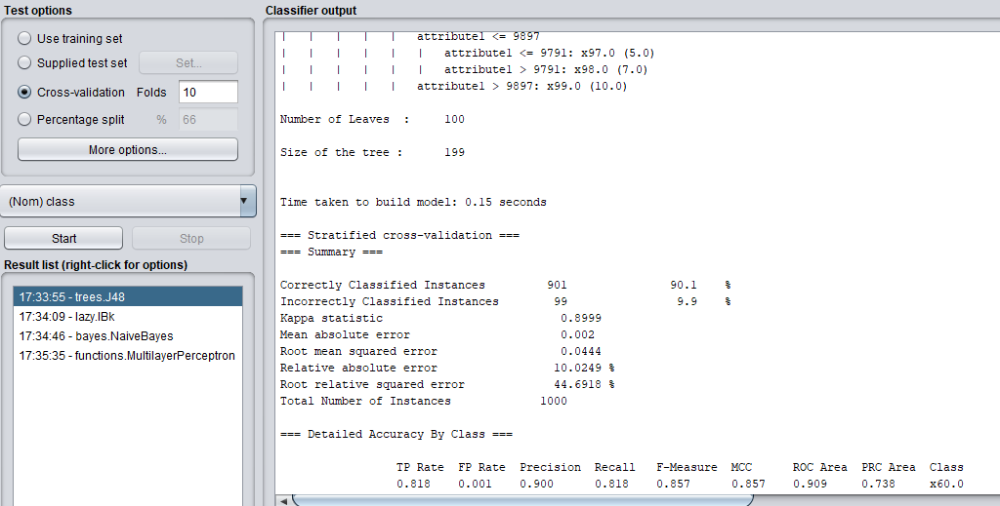 Test options
Use training set
Supplied test set Set...
Cross-validation Folds 10
Percentage split % 66
More options...
(Nom) class
Start Stop
Result list (right-click for options)
17:33:55 - trees.J48
17:34:09 - lazy.IBk
17:34:46 - bayes.NaiveBayes
17:35:35 - functions.MultilayerPerceptron
Classifier output
| | | | | attribute1 <= 9897
| | | | | | attribute1 <= 9791: x97.0 (5.0)
| | | | | | attribute1 > 9791: x98.0 (7.0)
| | | | | attribute1 > 9897: x99.0 (10.0)
Number of Leaves : 100
Size of the tree : 199
Time taken to build model: 0.15 seconds
=== Stratified cross-validation ===
=== Summary ===
Correctly Classified Instances 901 90.1 %
Incorrectly Classified Instances 99 9.9 %
Kappa statistic 0.8999
Mean absolute error 0.002
Root mean squared error 0.0444
Relative absolute error 10.0249 %
Root relative squared error 44.6918 %
Total Number of Instances 1000
=== Detailed Accuracy By Class ===
TP Rate FP Rate Precision Recall F-Measure MCC ROC Area PRC Area Class
0.818 0.001 0.900 0.818 0.857 0.857 0.909 0.738 x60.0